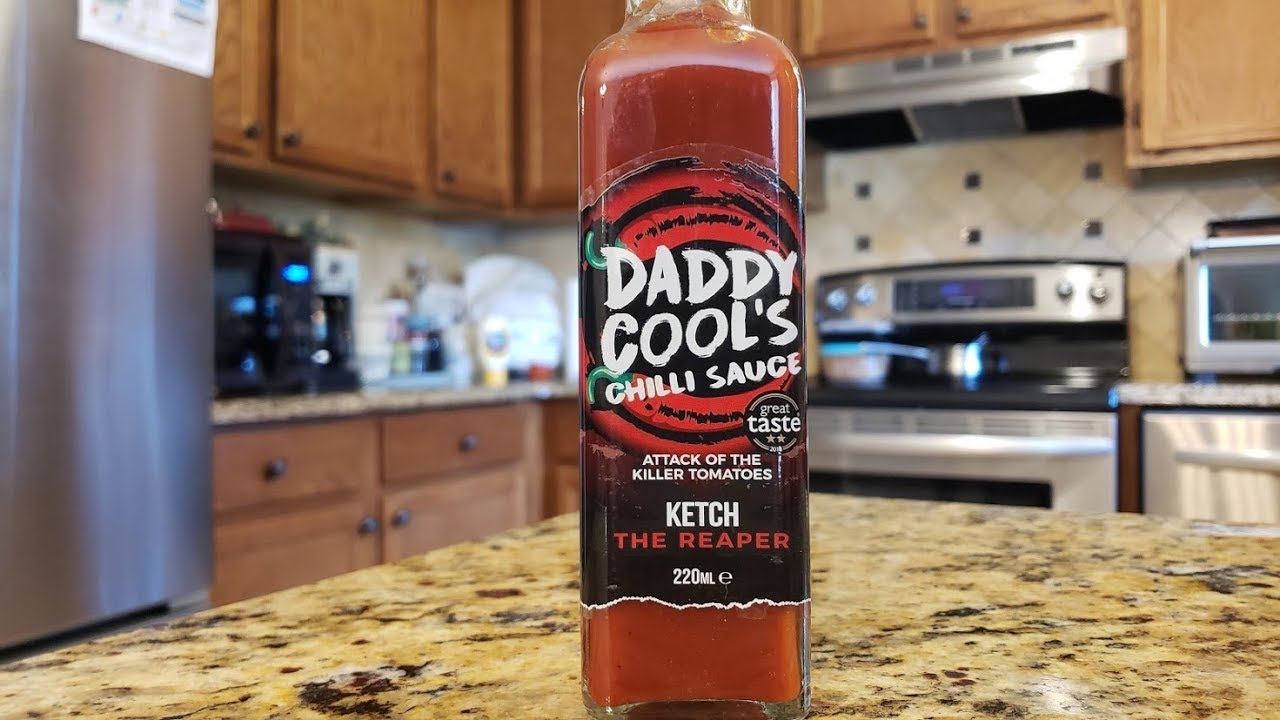 DADDY
COOL'S
CHILLI SAUCE
great
taste
ATTACK OF THE
KILLER TOMATOES
KETCH
THE REAPER
220ML e